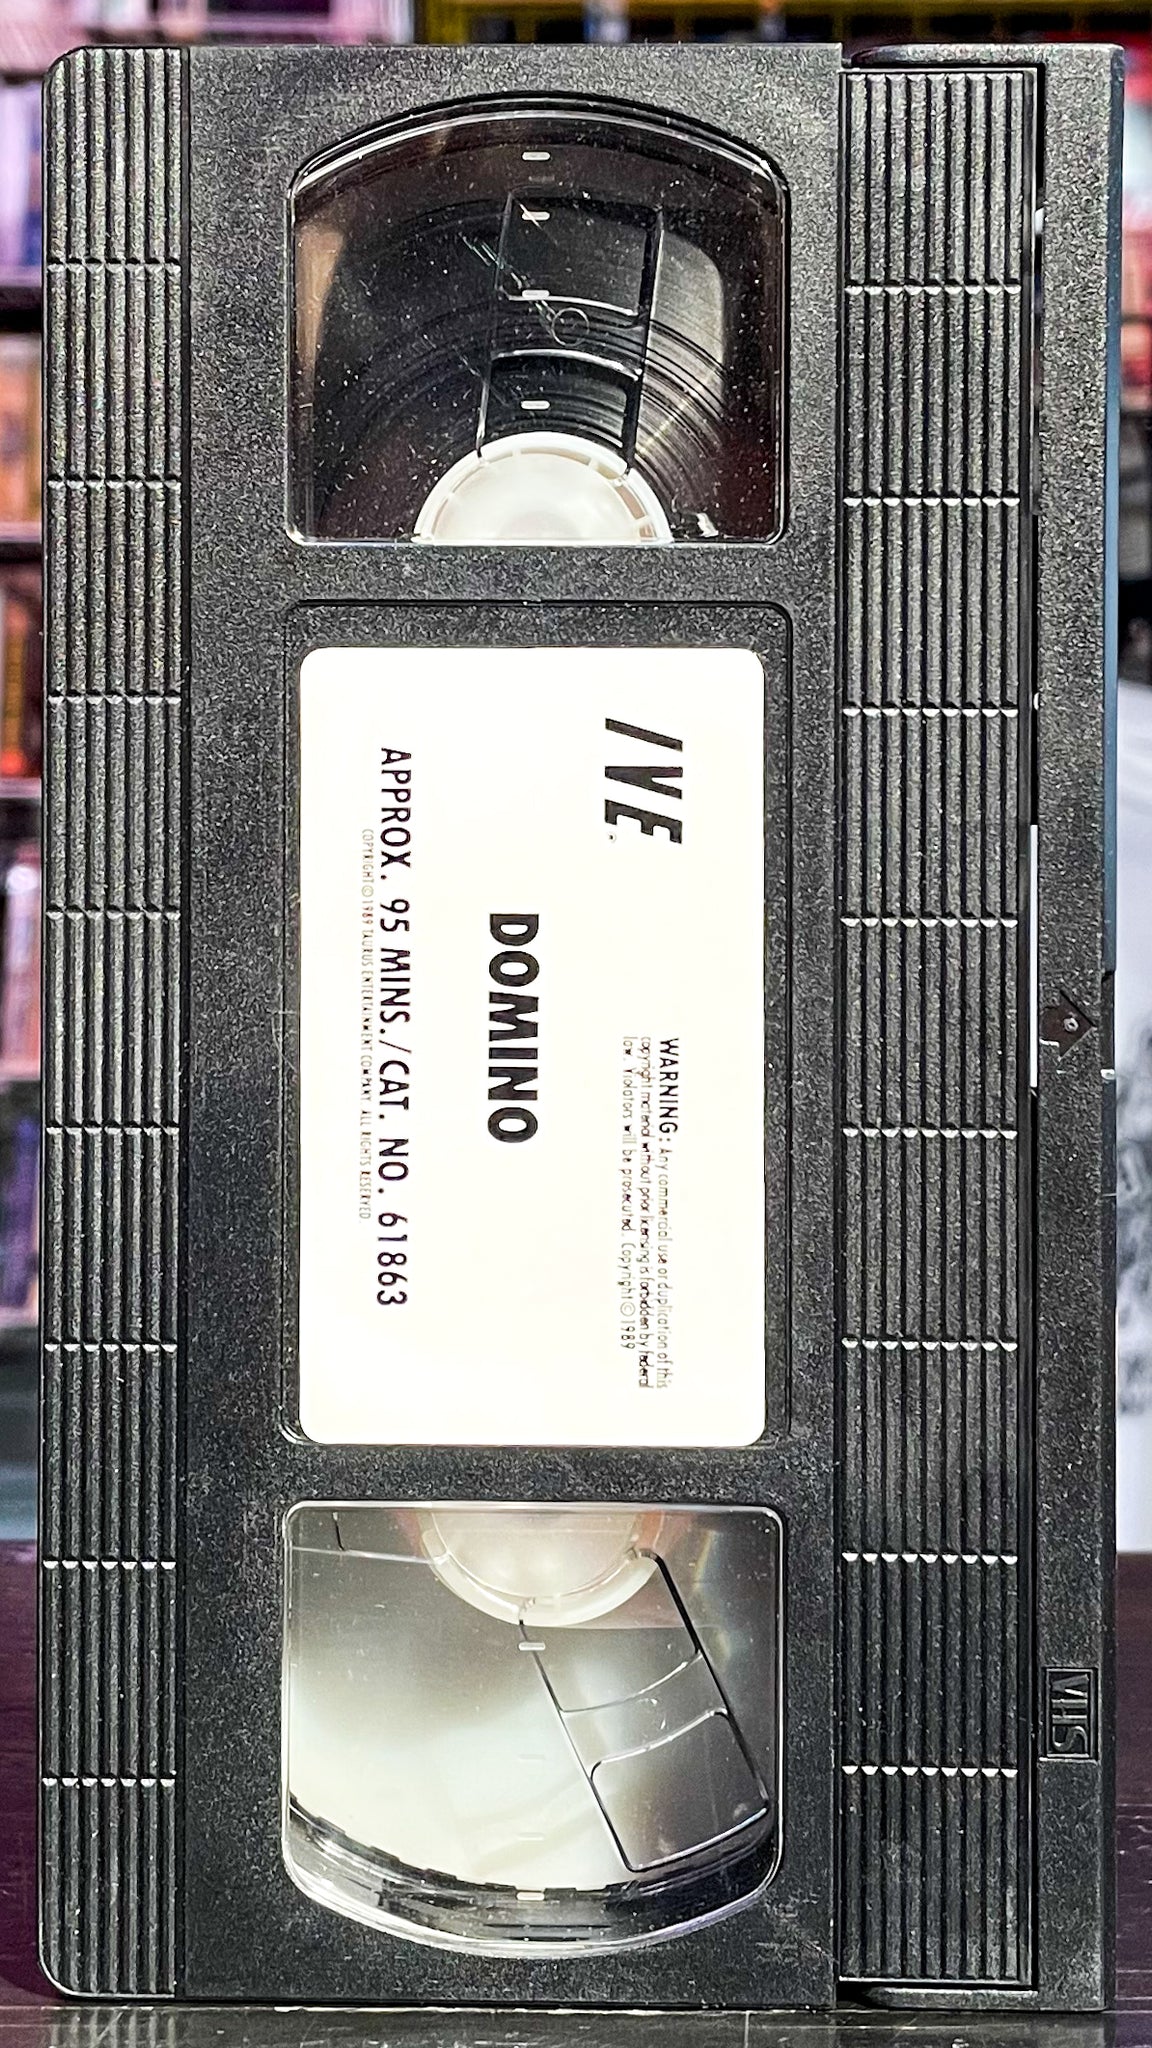 IVE
WARNING: Any commercial use or duplication of this
copyright material without prior licensing is forbidden by federal
law. Violators will be prosecuted. Copyright © 1989
DOMINO
APPROX. 95 MINS./CAT. NO. 61863
COPYRIGHT © 1989 TAURUS ENTERTAINMENT COMPANY. ALL RIGHTS RESERVED.
VHS